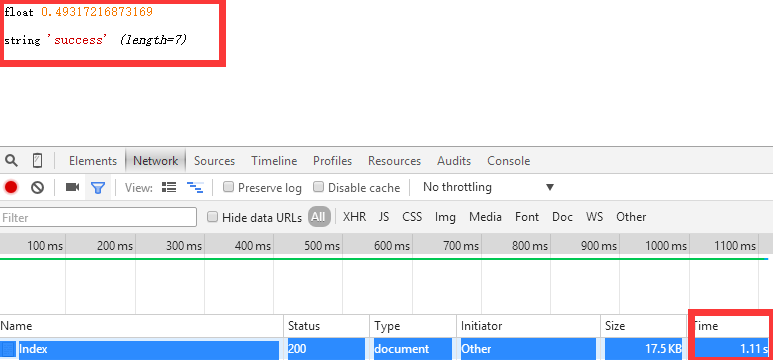 float 0.49317216873169
string 'success' (length=7)
Elements Network Sources Timeline Profiles Resources Audits Console
View: Preserve log Disable cache No throttling ▼
Filter Hide data URLs All XHR JS CSS Img Media Font Doc WS Other
100 ms 200 ms 300 ms 400 ms 500 ms 600 ms 700 ms 800 ms 900 ms 1000 ms 1100 ms
Name Status Type Initiator Size Time
Index 200 document Other 17.5 KB 1.11 s